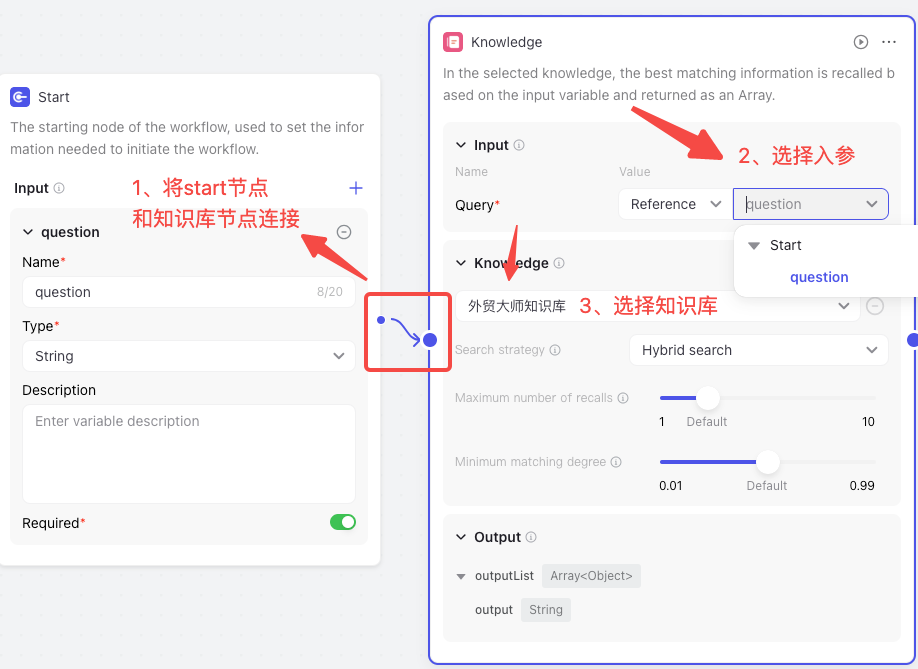 Start
The starting node of the workflow, used to set the infor
mation needed to initiate the workflow.
Input
1、将start节点
和知识库节点连接
question
Name*
question
8/20
Type*
String
Description
Enter variable description
Required*
Knowledge
In the selected knowledge, the best matching information is recalled b
ased on the input variable and returned as an Array.
Input
2、选择入参
Name Value
Query* Reference question
Start
question
Knowledge
外贸大师知识库 3、选择知识库
Search strategy Hybrid search
Maximum number of recalls
1 Default 10
Minimum matching degree
0.01 Default 0.99
Output
outputList Array<Object>
output String